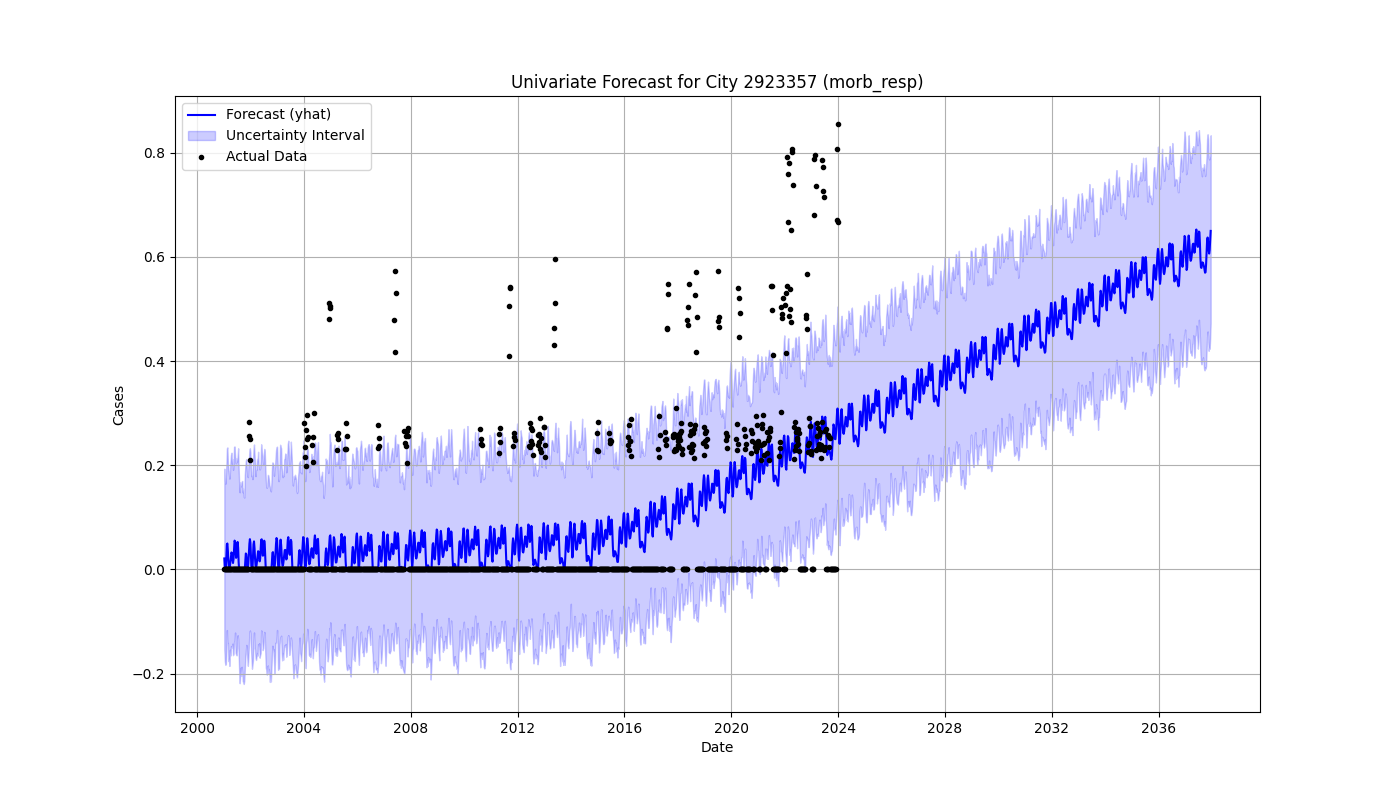 Univariate Forecast for City 2923357 (morb_resp)
Forecast (yhat)
Uncertainty Interval
Actual Data
Cases
0.8
0.6
0.4
0.2
0.0
−0.2
2000
2004
2008
2012
2016
2020
2024
2028
2032
2036
Date